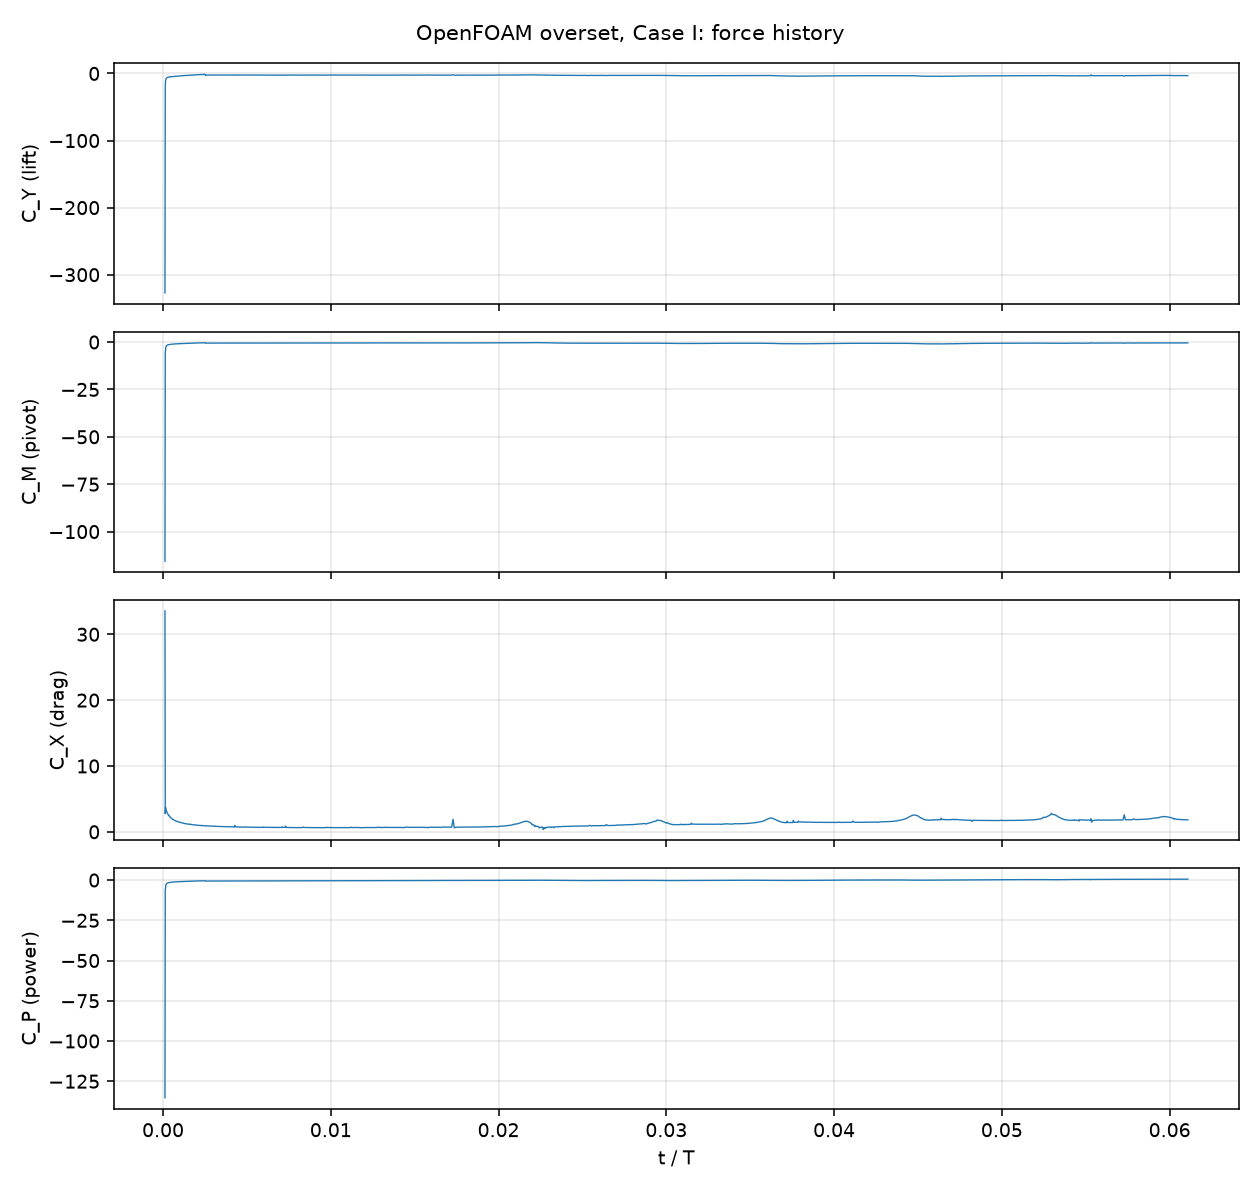 OpenFOAM overset, Case I: force history
C_Y (lift)
0
−100
−200
−300
C_M (pivot)
0
−25
−50
−75
−100
C_X (drag)
30
20
10
0
C_P (power)
0
−25
−50
−75
−100
−125
0.00 0.01 0.02 0.03 0.04 0.05 0.06
t / T